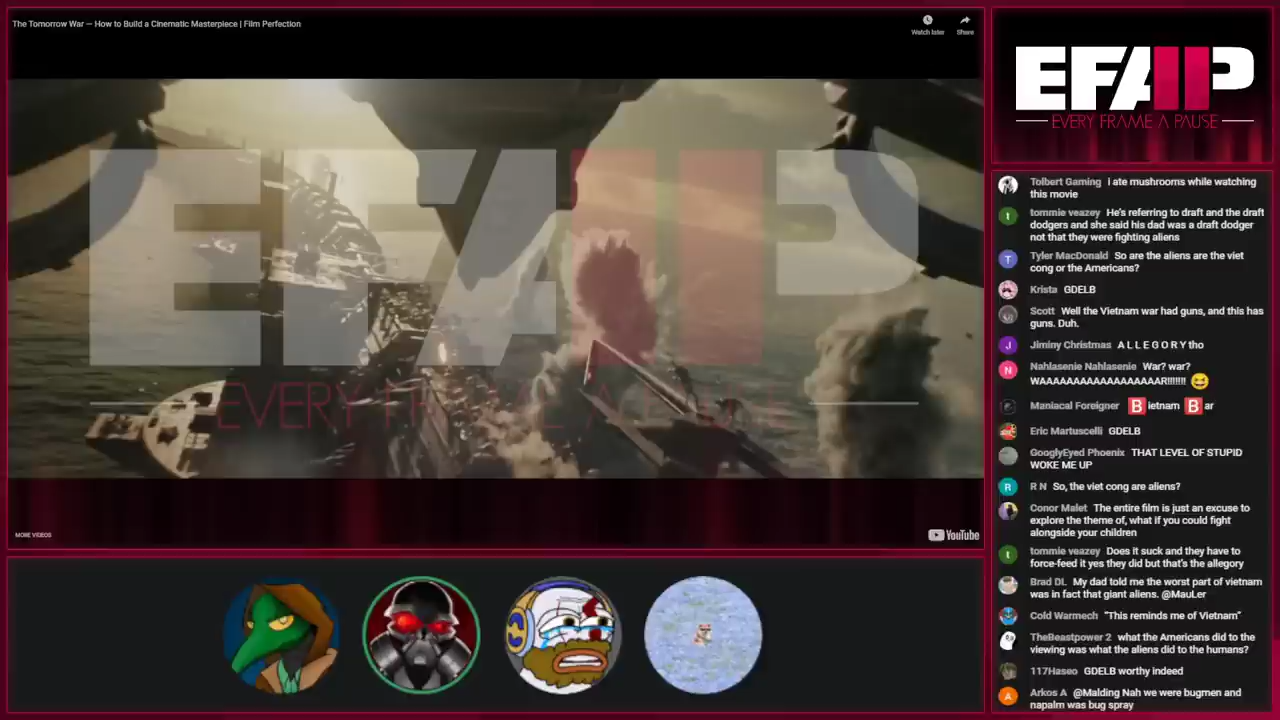 The Tomorrow War — How to Build a Cinematic Masterpiece | Film Perfection
Watch later
Share
EFAP
EVERY FRAME A PAUSE
MORE VIDEOS
YouTube
EFAP
EVERY FRAME A PAUSE
Tolbert Gaming I ate mushrooms while watching
this movie
tommie veazey He's referring to draft and the draft
dodgers and she said his dad was a draft dodger
not that they were fighting aliens
Tyler MacDonald So are the aliens are the viet
cong or the Americans?
Krista GDELB
Scott Well the Vietnam war had guns, and this has
guns. Duh.
Jiminy Christmas A L L E G O R Y tho
Nahlasenie Nahlasenie War? war?
WAAAAAAAAAAAAAAAAAAR!!!!!!!
Maniacal Foreigner B ietnam B ar
Eric Martuscelli GDELB
GooglyEyed Phoenix THAT LEVEL OF STUPID
WOKE ME UP
R N So, the viet cong are aliens?
Conor Malet The entire film is just an excuse to
explore the theme of, what if you could fight
alongside your children
tommie veazey Does it suck and they have to
force-feed it yes they did but that's the allegory
Brad DL My dad told me the worst part of vietnam
was in fact that giant aliens. @MauLer
Cold Warmech "This reminds me of Vietnam"
TheBeastpower 2 what the Americans did to the
viewing was what the aliens did to the humans?
117Haseo GDELB worthy indeed
Arkos A @Malding Nah we were bugmen and
napalm was bug spray